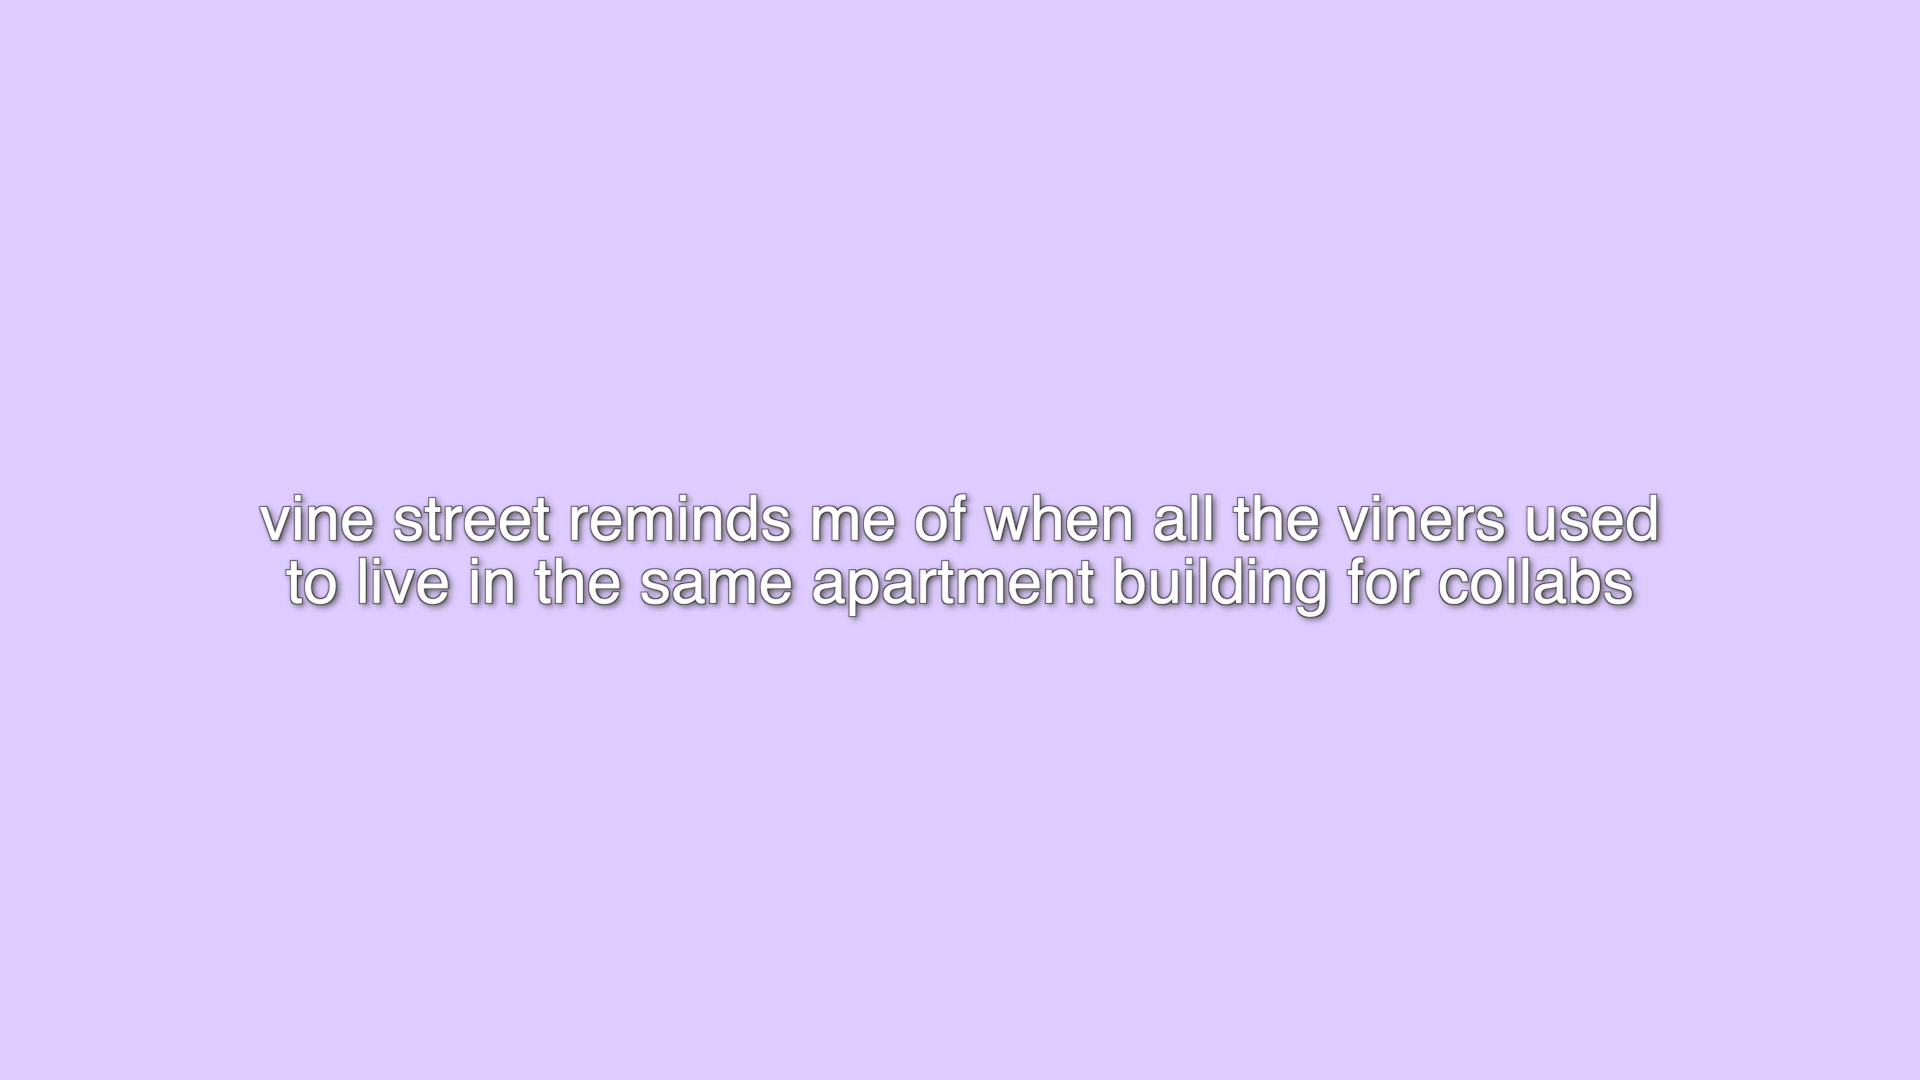 vine street reminds me of when all the viners used
to live in the same apartment building for collabs